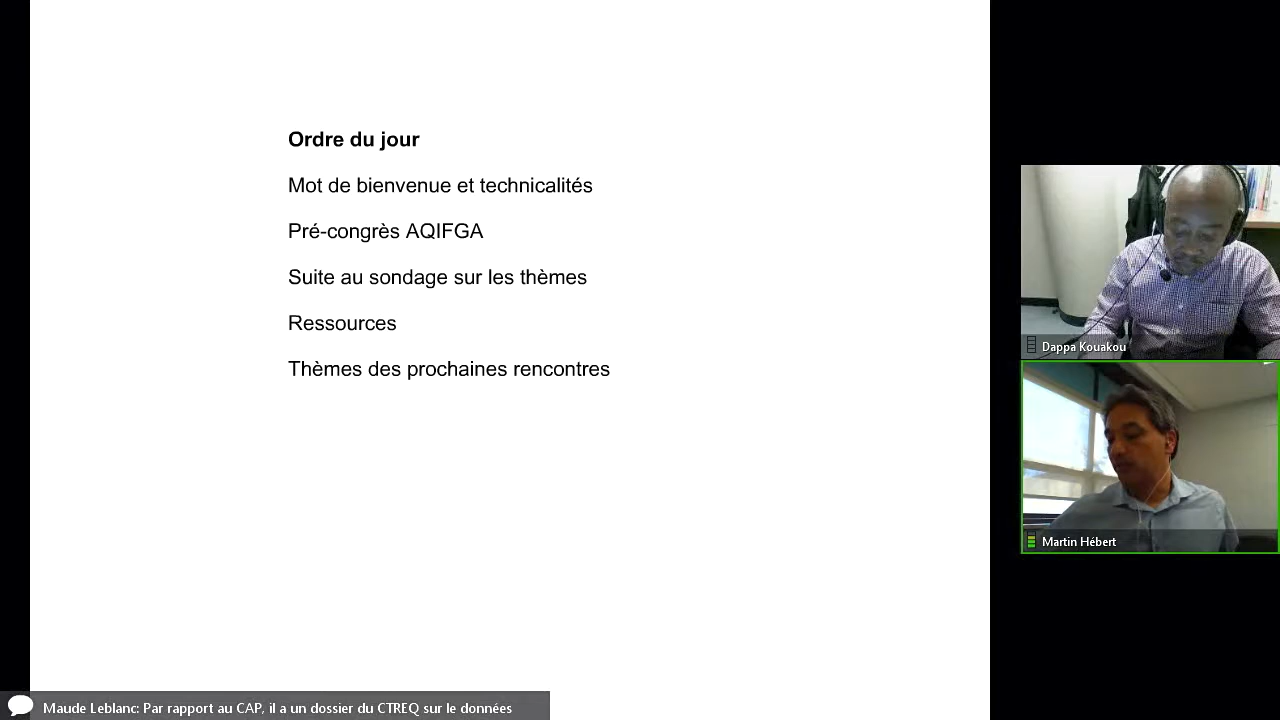 Ordre du jour
Mot de bienvenue et technicalités
Pré-congrès AQIFGA
Suite au sondage sur les thèmes
Ressources
Thèmes des prochaines rencontres
Dappa Kouakou
Martin Hébert
Maude Leblanc: Par rapport au CAP, il a un dossier du CTREQ sur le données